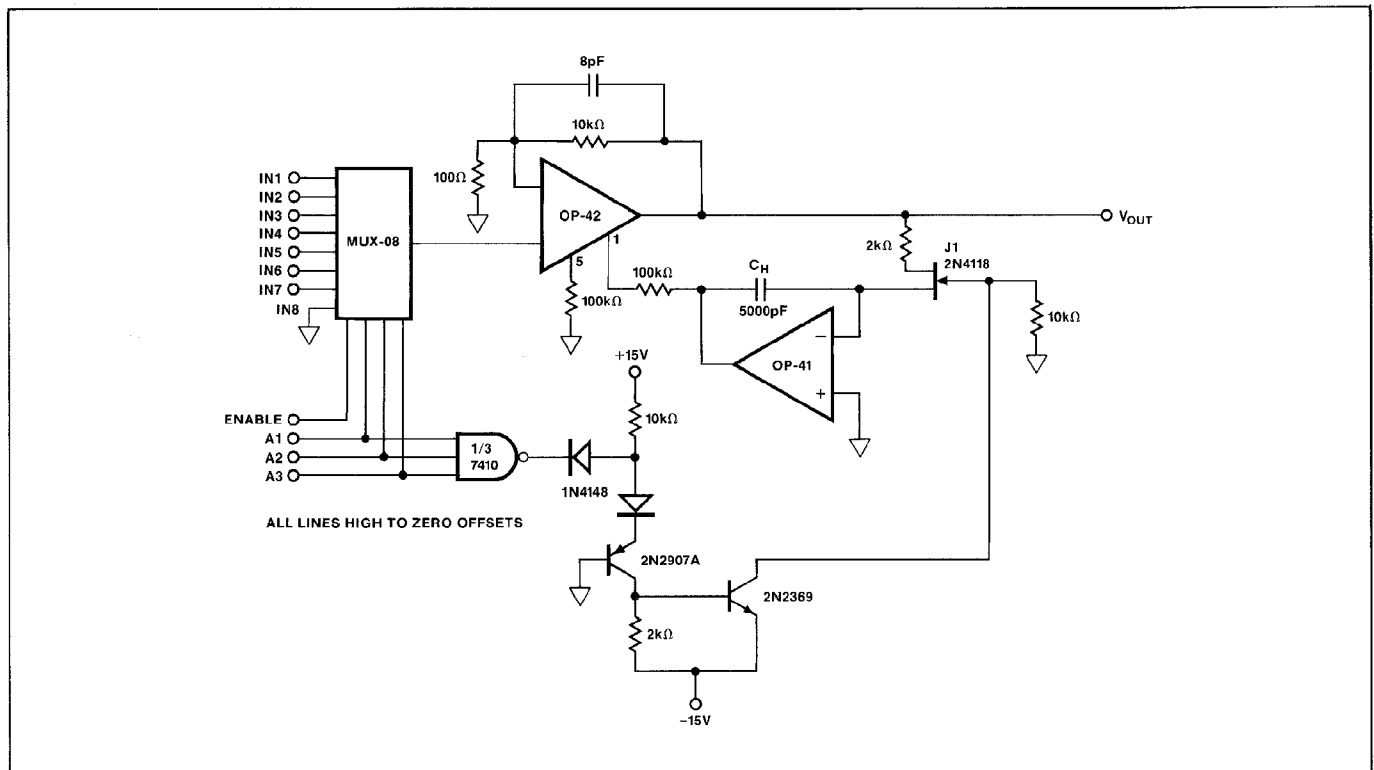 8pF
10kΩ
100Ω
IN1
IN2
IN3
IN4
IN5
IN6
IN7
IN8
MUX-08
OP-42
1
5
100kΩ
100kΩ
CH
5000pF
2kΩ
J1
2N4118
VOUT
10kΩ
OP-41
−
+
+15V
10kΩ
ENABLE
A1
A2
A3
1/3
7410
1N4148
ALL LINES HIGH TO ZERO OFFSETS
2N2907A
2N2369
2kΩ
−15V